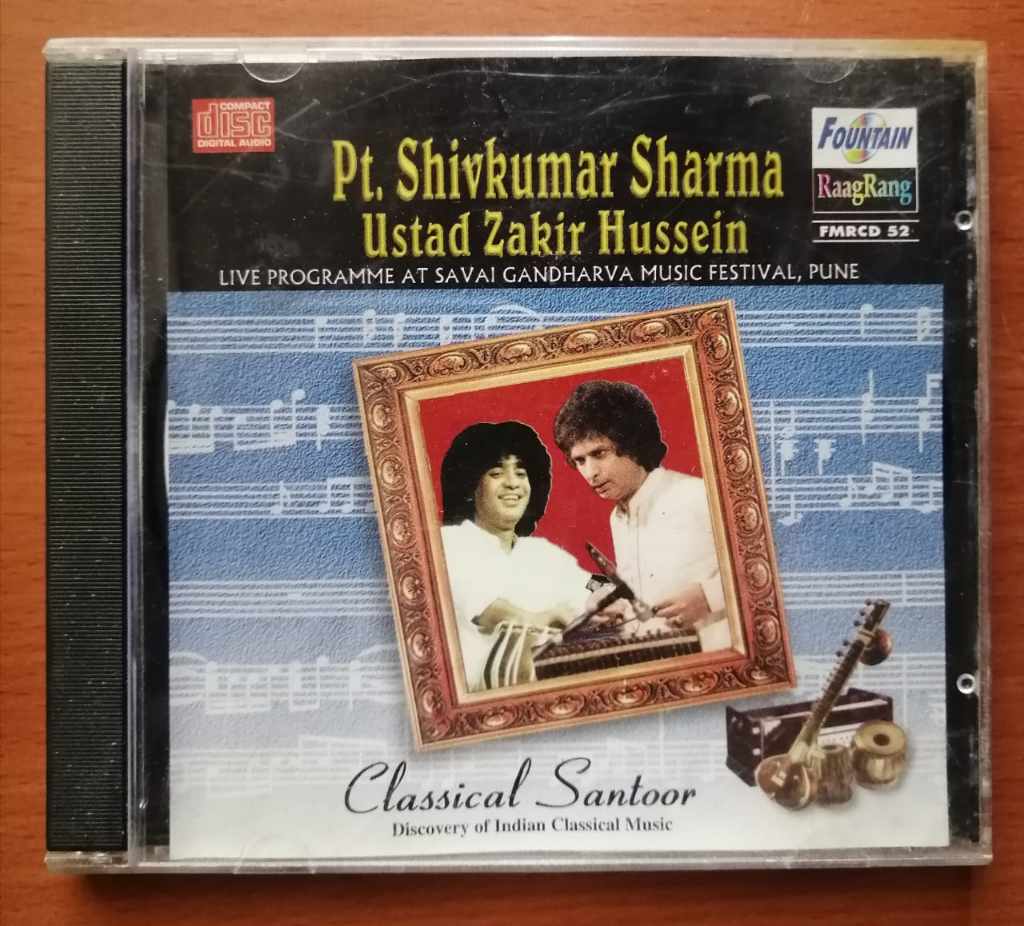 COMPACT
disc
DIGITAL AUDIO
FOUNTAIN
RaagRang
FMRCD 52
Pt. Shivkumar Sharma
Ustad Zakir Hussein
LIVE PROGRAMME AT SAVAI GANDHARVA MUSIC FESTIVAL, PUNE
Classical Santoor
Discovery of Indian Classical Music